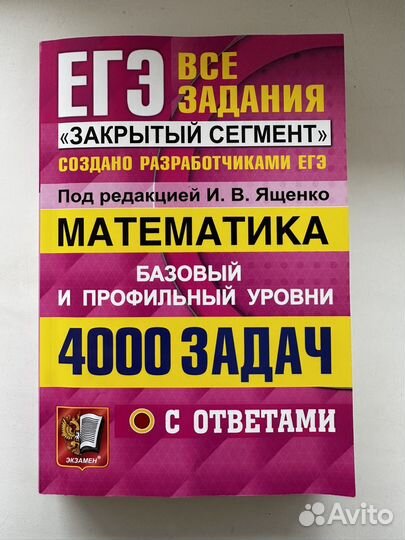 ЕГЭ ВСЕ ЗАДАНИЯ
«ЗАКРЫТЫЙ СЕГМЕНТ»
СОЗДАНО РАЗРАБОТЧИКАМИ ЕГЭ
Под редакцией И. В. Ященко
МАТЕМАТИКА
БАЗОВЫЙ
И ПРОФИЛЬНЫЙ УРОВНИ
4000 ЗАДАЧ
С ОТВЕТАМИ
ЭКЗАМЕН
Avito